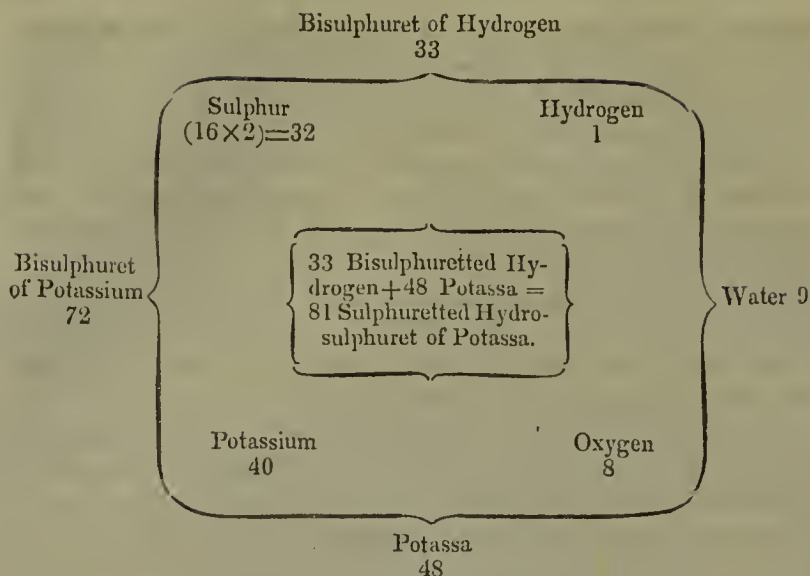 Bisulphuret of Hydrogen
33
Sulphur
(16×2)=32
Hydrogen
1
Bisulphuret
of Potassium
72
33 Bisulphuretted Hy-
drogen+48 Potassa =
81 Sulphuretted Hydro-
sulphuret of Potassa.
Water 9
Potassium
40
Oxygen
8
Potassa
48